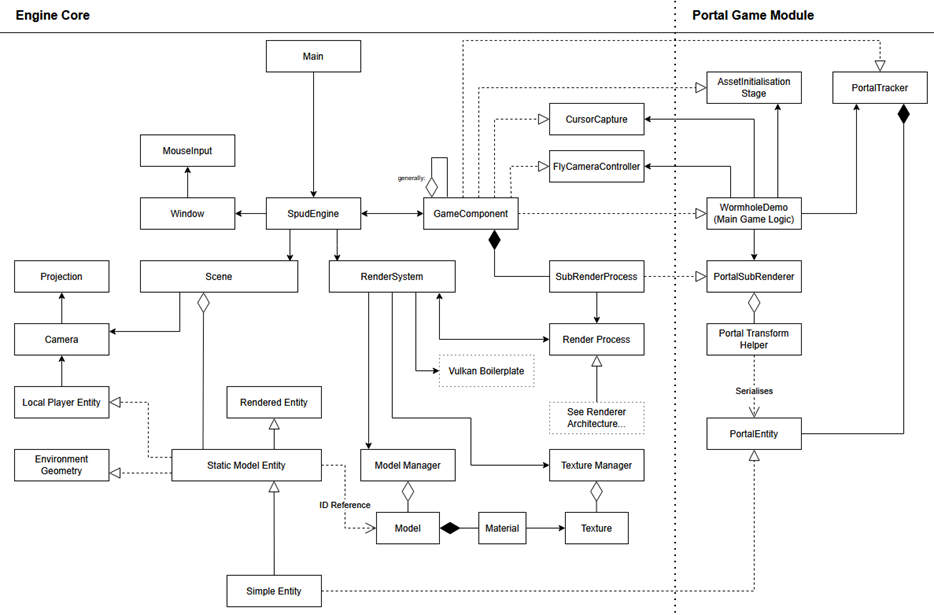 Engine Core
Portal Game Module
Main
AssetInitialisation
Stage
PortalTracker
CursorCapture
MouseInput
FlyCameraController
generally:
Window
SpudEngine
GameComponent
WormholeDemo
(Main Game Logic)
Projection
Scene
RenderSystem
SubRenderProcess
PortalSubRenderer
Camera
Render Process
Portal Transform
Helper
Vulkan Boilerplate
Serialises
Local Player Entity
Rendered Entity
See Renderer
Architecture...
PortalEntity
Environment
Geometry
Static Model Entity
Model Manager
Texture Manager
ID Reference
Model
Material
Texture
Simple Entity